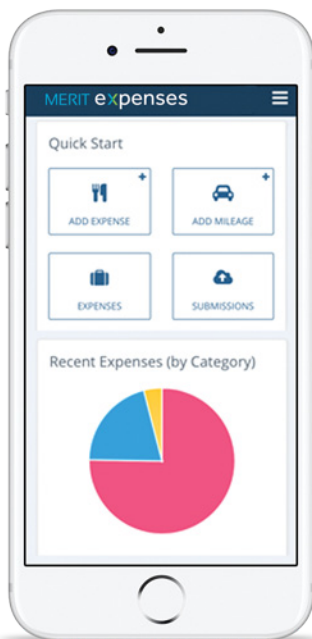 MERIT expenses
Quick Start
ADD EXPENSE
ADD MILEAGE
EXPENSES
SUBMISSIONS
Recent Expenses (by Category)